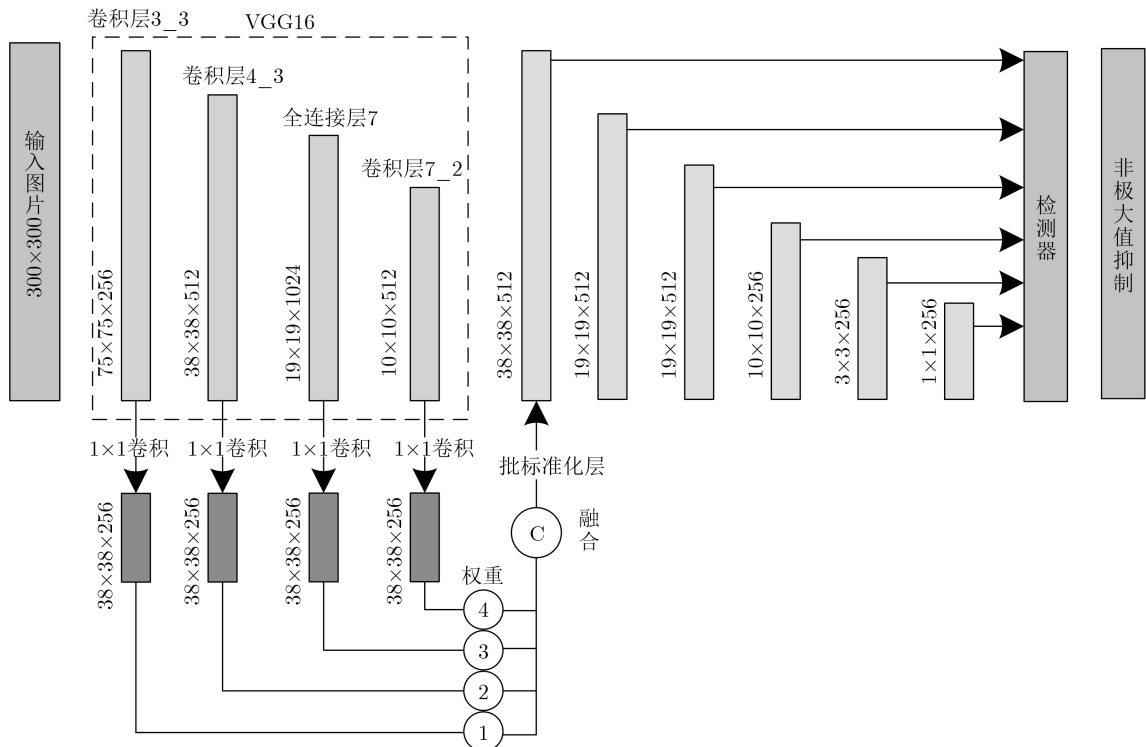 卷积层3_3
VGG16
卷积层4_3
全连接层7
卷积层7_2
输入图片300×300
75×75×256
38×38×512
19×19×1024
10×10×512
38×38×512
19×19×512
19×19×512
10×10×256
3×3×256
1×1×256
检测器
非极大值抑制
1×1卷积
1×1卷积
1×1卷积
1×1卷积
批标准化层
38×38×256
38×38×256
38×38×256
38×38×256
C
融合
权重
4
3
2
1